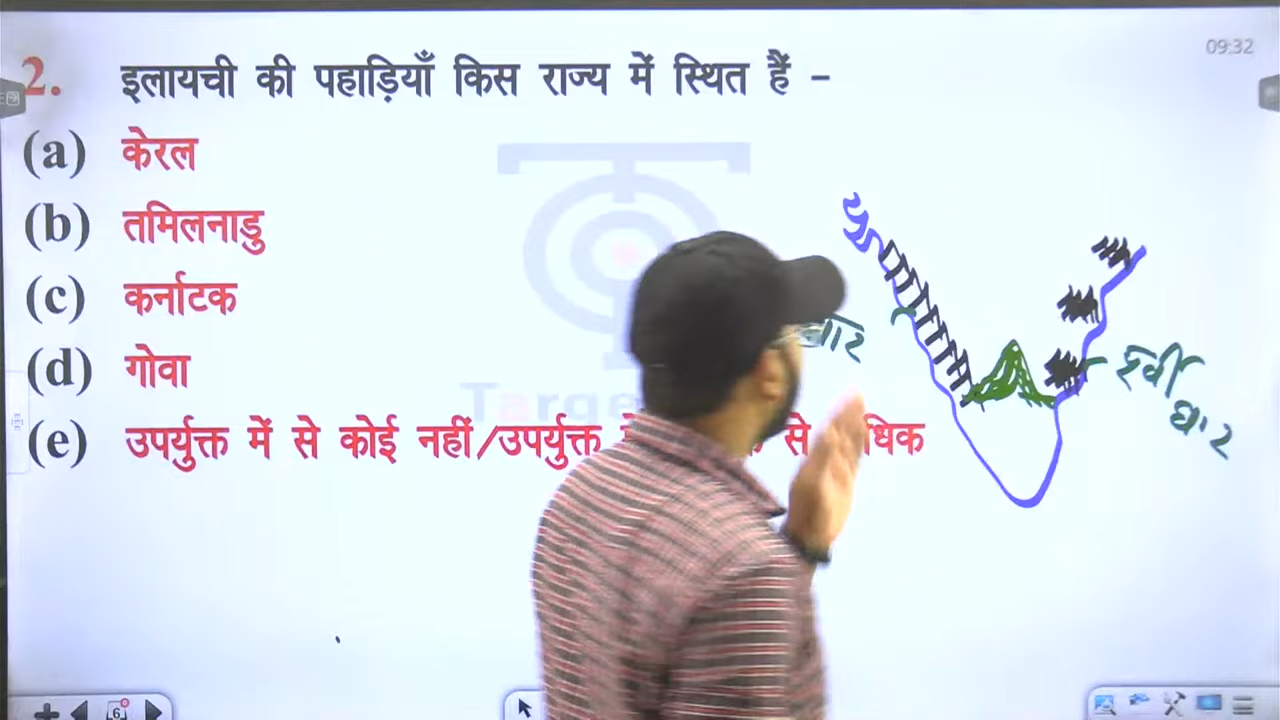 09:32
2. इलायची की पहाड़ियाँ किस राज्य में स्थित हैं –
(a) केरल
(b) तमिलनाडु
(c) कर्नाटक
(d) गोवा
(e) उपर्युक्त में से कोई नहीं/उपर्युक्त से धिक
घाट
पूर्वी
घाट
6